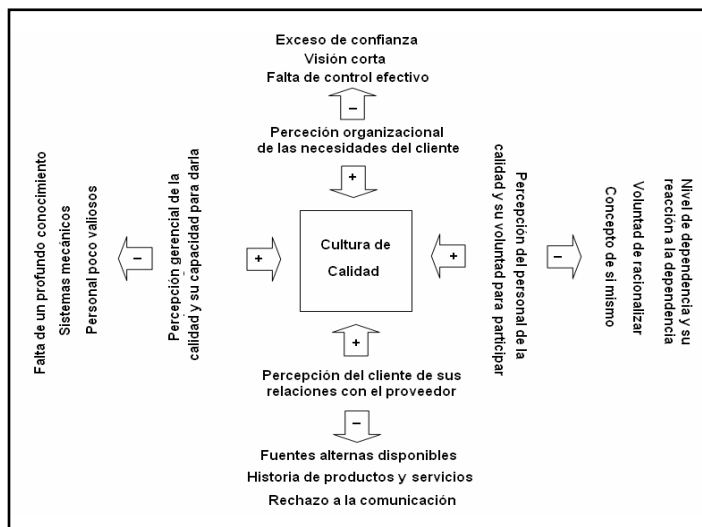 Exceso de confianza
Visión corta
Falta de control efectivo
−
Perceción organizacional
de las necesidades del cliente
+
Falta de un profundo conocimiento
Sistemas mecánicos
Personal poco valiosos
−
Percepción gerencial de la
calidad y su capacidad para darla
+
Cultura de
Calidad
+
Percepción del personal de la
calidad y su voluntad para participar
−
Nivel de dependencia y su
reacción a la dependencia
Voluntad de racionalizar
Concepto de si mismo
+
Percepción del cliente de sus
relaciones con el proveedor
−
Fuentes alternas disponibles
Historia de productos y servicios
Rechazo a la comunicación